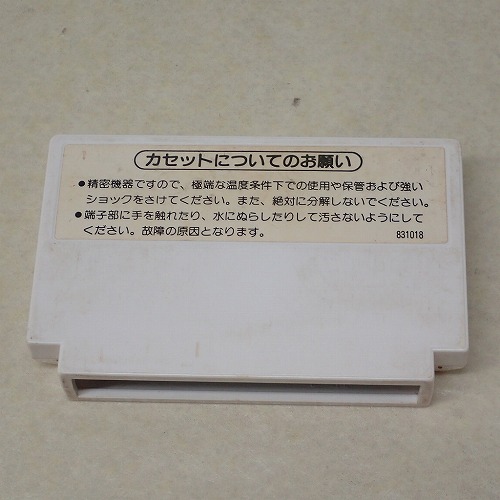 カセットについてのお願い
●精密機器ですので、極端な温度条件下での使用や保管および強い
ショックをさけてください。また、絶対に分解しないでください。
●端子部に手を触れたり、水にぬらしたりして汚さないようにして
ください。故障の原因となります。
831018